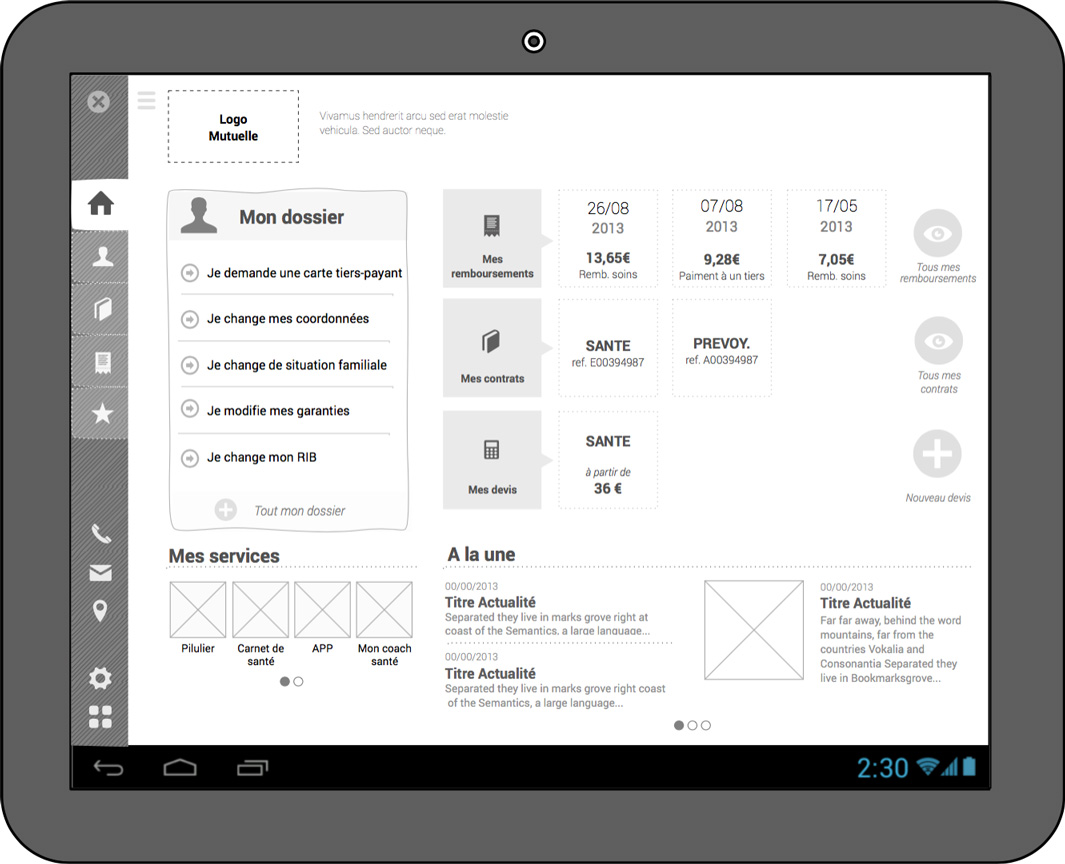 Logo
Mutuelle
Vivamus hendrerit arcu sed erat molestie
vehicula. Sed auctor neque.
Mon dossier
Je demande une carte tiers-payant
Je change mes coordonnées
Je change de situation familiale
Je modifie mes garanties
Je change mon RIB
Tout mon dossier
Mes
remboursements
26/08
2013
13,65€
Remb. soins
07/08
2013
9,28€
Paiment à un tiers
17/05
2013
7,05€
Remb. soins
Tous mes
remboursements
Mes contrats
SANTE
ref. E00394987
PREVOY.
ref. A00394987
Tous mes
contrats
Mes devis
SANTE
à partir de
36 €
Nouveau devis
Mes services
Pilulier
Carnet de
santé
APP
Mon coach
santé
A la une
00/00/2013
Titre Actualité
Separated they live in marks grove right at
coast of the Semantics, a large language...
00/00/2013
Titre Actualité
Separated they live in marks grove right coast
of the Semantics, a large language...
00/00/2013
Titre Actualité
Far far away, behind the word
mountains, far from the
countries Vokalia and
Consonantia Separated they
live in Bookmarksgrove...
2:30